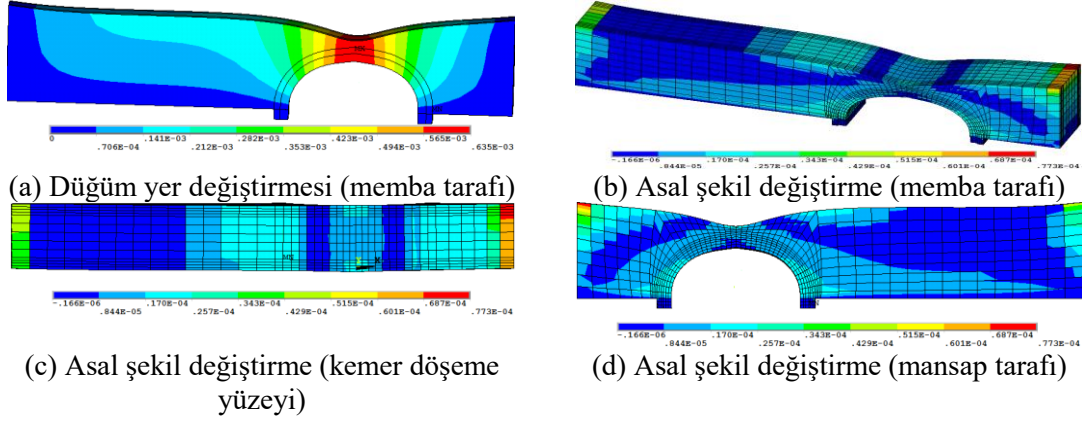 MX
0 .141E-03 .282E-03 .423E-03 .565E-03
.706E-04 .212E-03 .353E-03 .494E-03 .635E-03
-.166E-06 .170E-04 .343E-04 .515E-04 .687E-04
.844E-05 .257E-04 .429E-04 .601E-04 .773E-04
(a) Düğüm yer değiştirmesi (memba tarafı)
(b) Asal şekil değiştirme (memba tarafı)
MN
Z X
-.166E-06 .170E-04 .343E-04 .515E-04 .687E-04
.844E-05 .257E-04 .429E-04 .601E-04 .773E-04
-.166E-06 .170E-04 .343E-04 .515E-04 .687E-04
.844E-05 .257E-04 .429E-04 .601E-04 .773E-04
(c) Asal şekil değiştirme (kemer döşeme
yüzeyi)
(d) Asal şekil değiştirme (mansap tarafı)